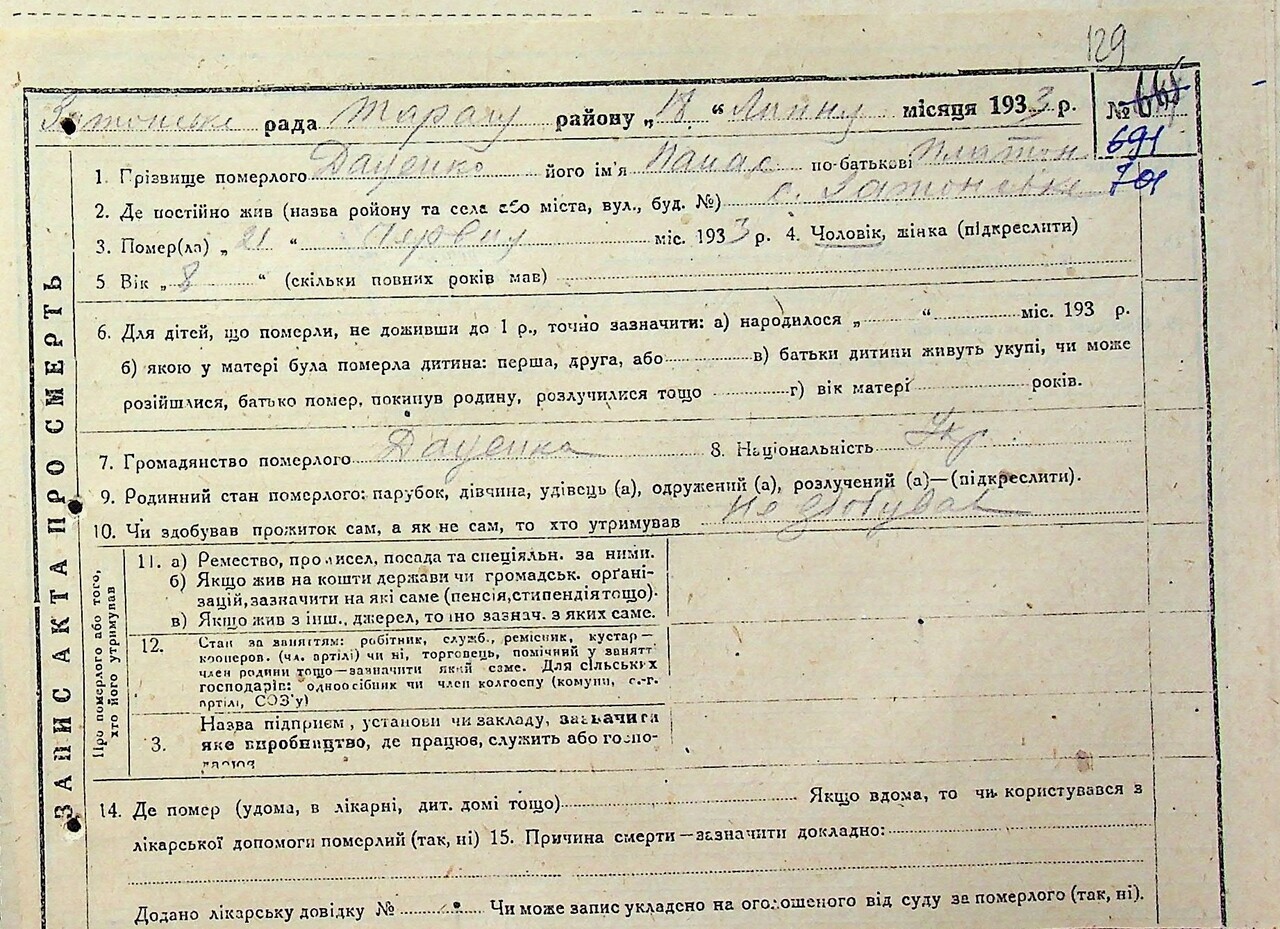 129
рада Таращ району „18“ Липну місяця 1933 р. №
691
701
1. Грізвище померлого Даценко його ім'я Панас по-батькові Платон
2. Де постійно жив (назва району та села або міста, вул., буд. №) с.
3. Помер(ла) „21“ Червня міс. 1933 р. 4. Чоловік, жінка (підкреслити)
5 Вік „8“ (скільки повних років мав)
6. Для дітей, що померли, не доживши до 1 р., точно зазначити: а) народилося „ “ міс. 193 р.
б) якою у матері була померла дитина: перша, друга, або в) батьки дитини живуть укупі, чи може
розійшлися, батько помер, покинув родину, розлучилися тощо г) вік матері років.
7. Громадянство померлого Даценко 8. Національність Укр
9. Родинний стан померлого: парубок, дівчина, удівець (а), одружений (а), розлучений (а)—(підкреслити).
10. Чи здобував прожиток сам, а як не сам, то хто утримував Не здобував
ЗАПИС АКТА ПРО СМЕРТЬ
Про померлого або того,
хто його утримував
11. а) Ремество, промисел, посада та спеціяльн. за ними.
б) Якщо жив на кошти держави чи громадськ. орґані-
зацій, зазначити на які саме (пенсія, стипендія тощо).
в) Якщо жив з інш., джерел, то ясно зазнач. з яких саме.
12. Стан за заняттям: робітник, служб., ремісник, кустар—
кооперов. (чл. артілі) чи ні, торговець, помічний у занятт
член родини тощо—зазначити який саме. Для сільських
господарів: одноосібник чи член колгоспу (комуни, с.-г.
артілі, СОЗ'у)
3. Назва підприєм, установи чи закладу, зазначити
яке виробництво, де працює, служить або госпо-
14. Де помер (удома, в лікарні, дит. домі тощо) Якщо вдома, то чи користувався з
лікарської допомоги померлий (так, ні) 15. Причина смерти—зазначити докладно:
Додано лікарську довідку № Чи може запис укладено на оголошеного від суду за померлого (так, ні).